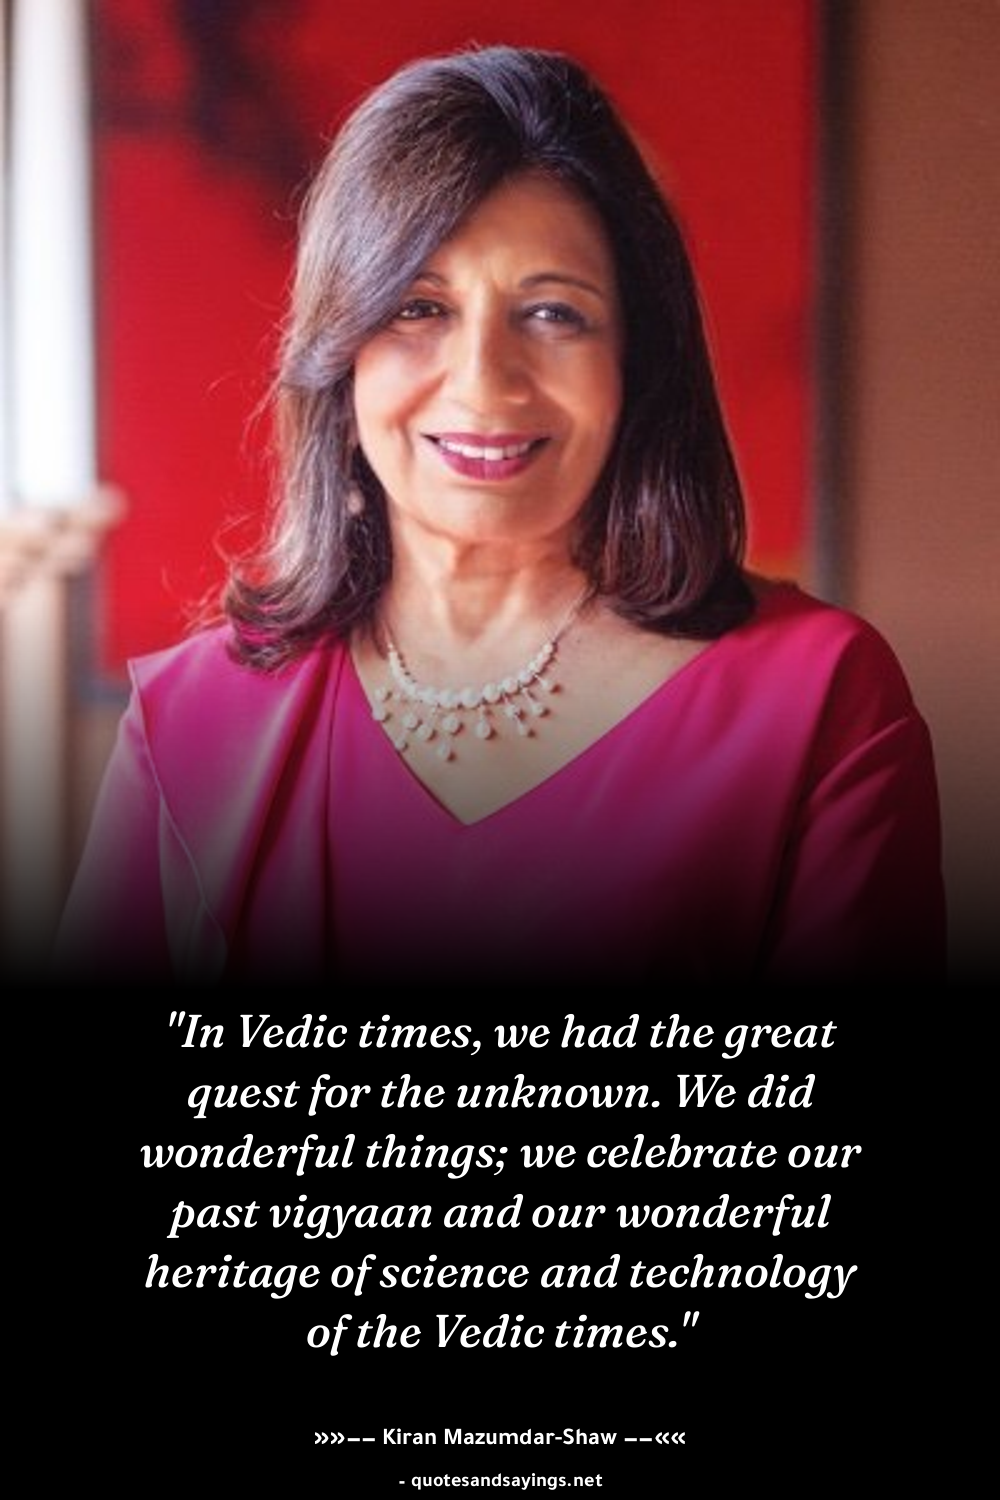 "In Vedic times, we had the great
quest for the unknown. We did
wonderful things; we celebrate our
past vigyaan and our wonderful
heritage of science and technology
of the Vedic times."
»»−− Kiran Mazumdar-Shaw −−««
- quotesandsayings.net